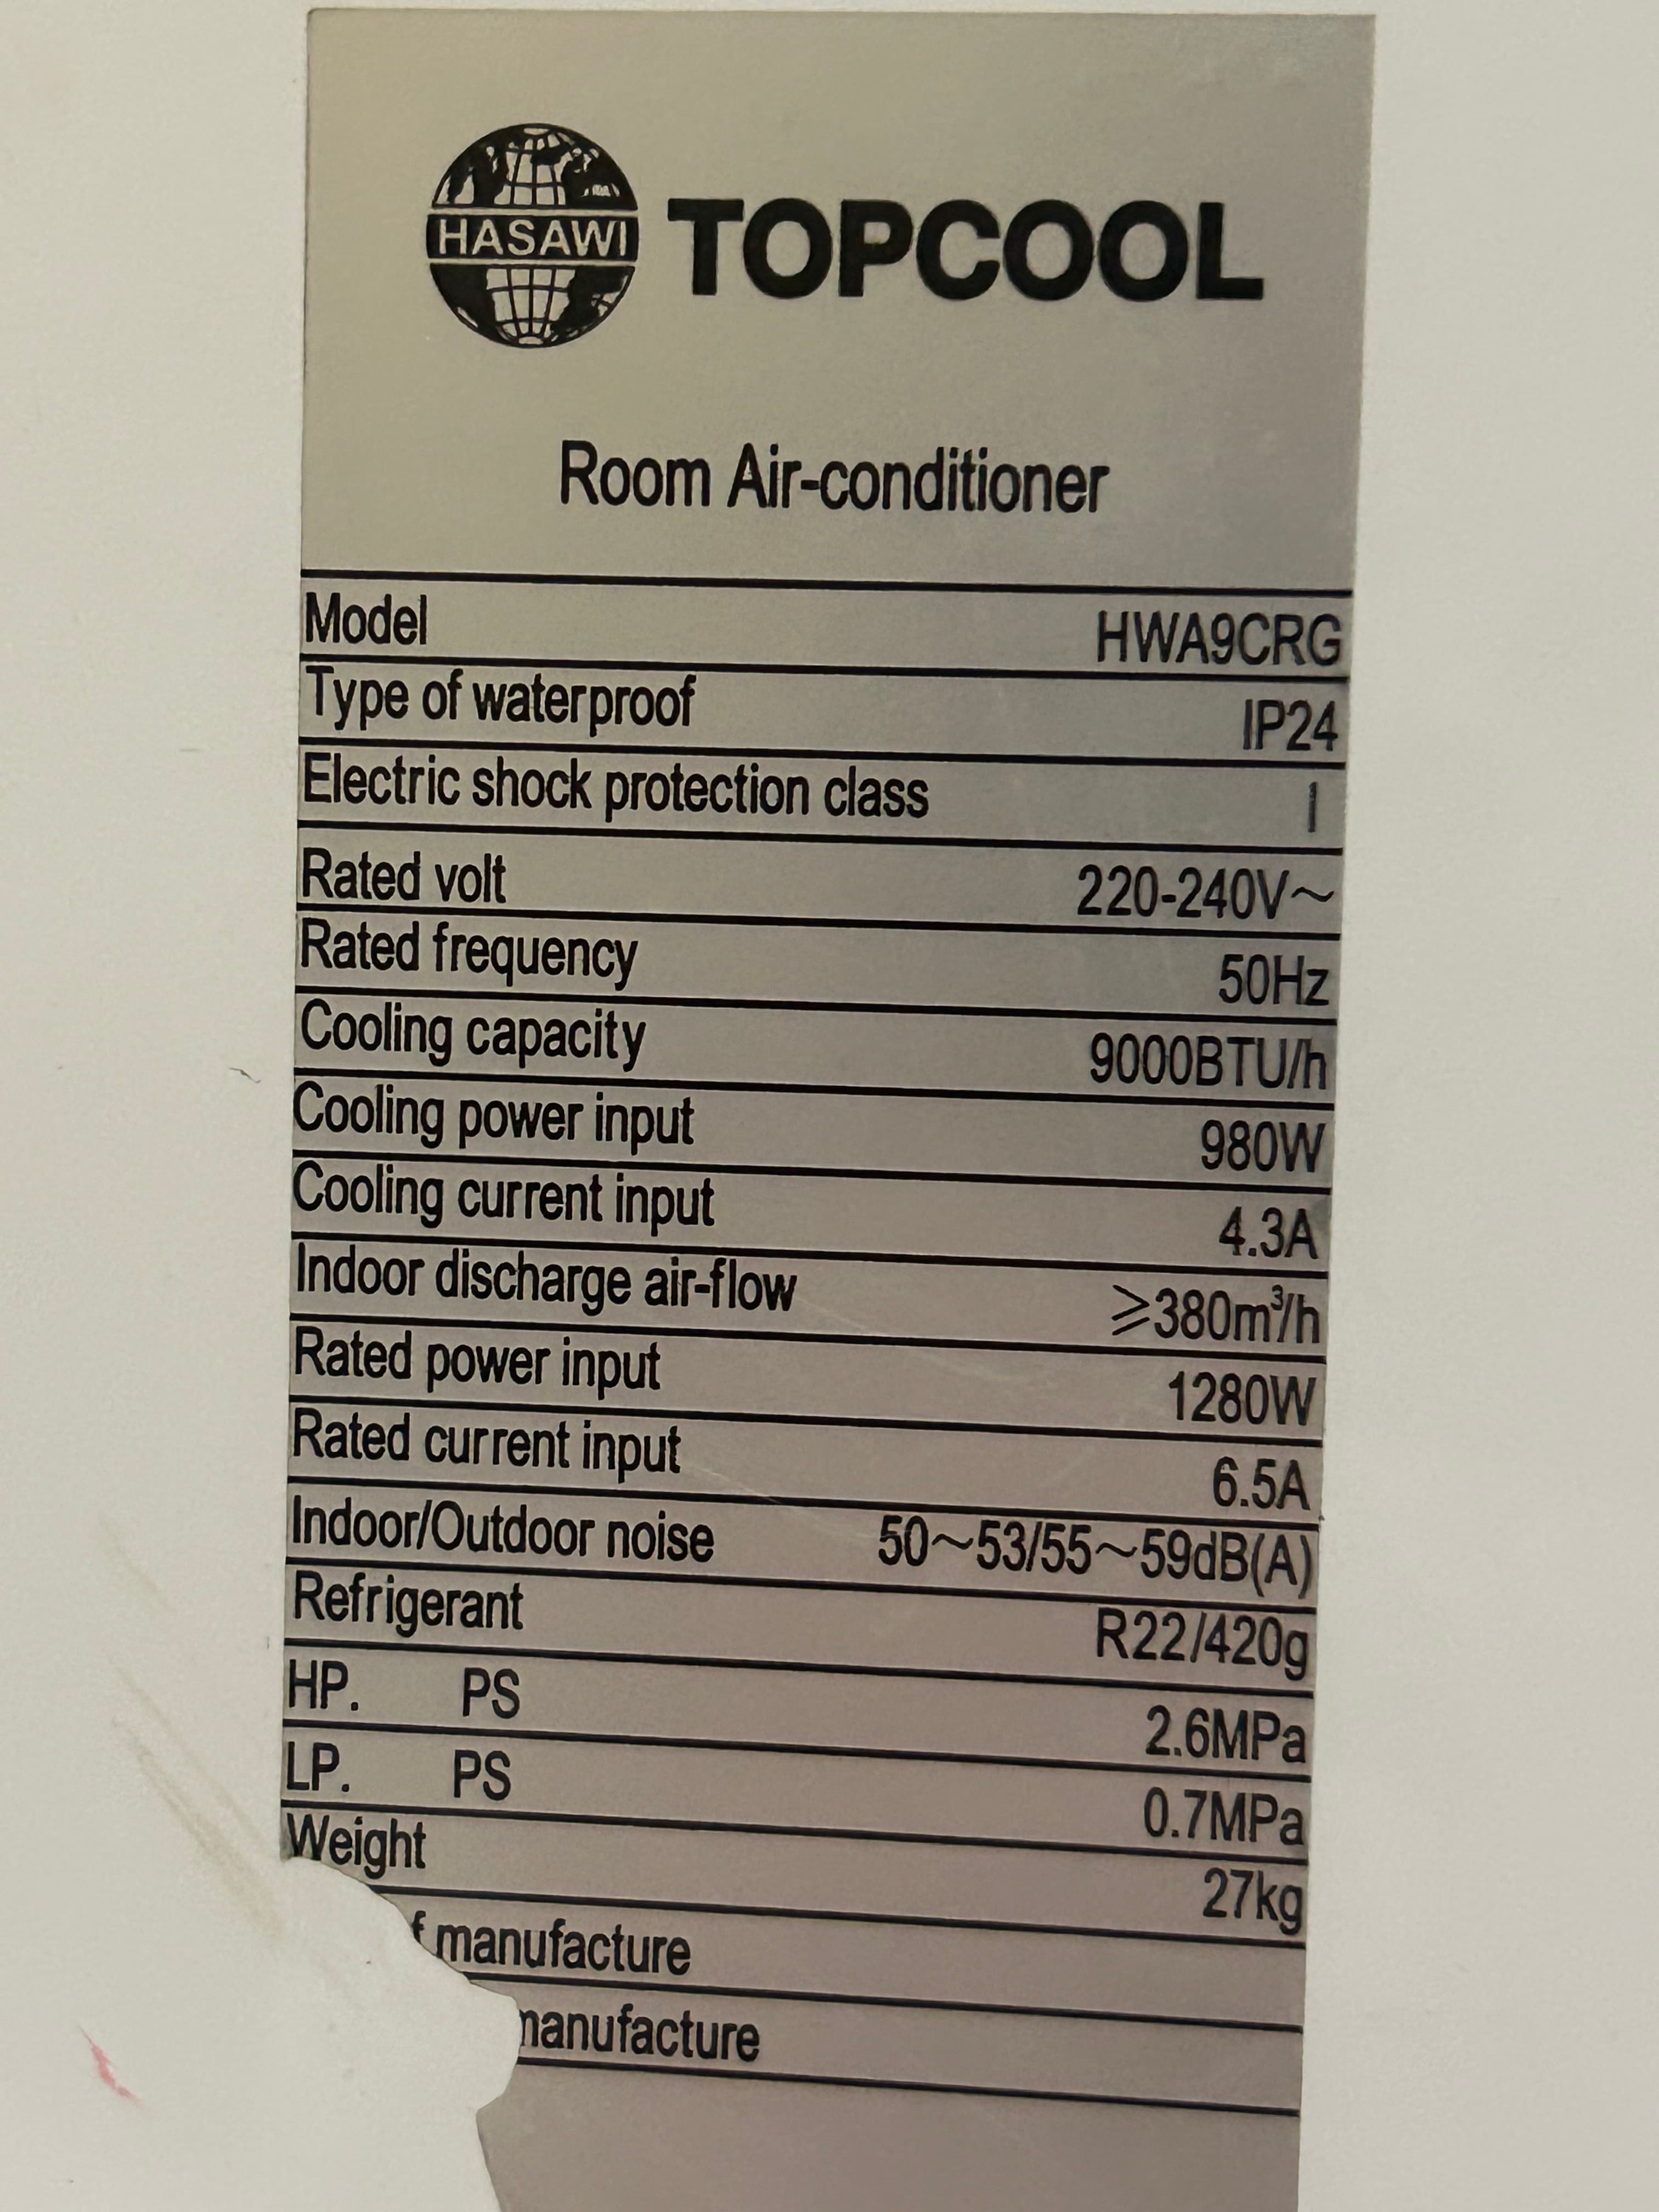 HASAWI TOPCOOL
Room Air-conditioner
Model HWA9CRG
Type of waterproof IP24
Electric shock protection class I
Rated volt 220-240V~
Rated frequency 50Hz
Cooling capacity 9000BTU/h
Cooling power input 980W
Cooling current input 4.3A
Indoor discharge air-flow ⩾380m³/h
Rated power input 1280W
Rated current input 6.5A
Indoor/Outdoor noise 50~53/55~59dB(A)
Refrigerant R22/420g
HP. PS 2.6MPa
LP. PS 0.7MPa
Weight 27kg
f manufacture
manufacture